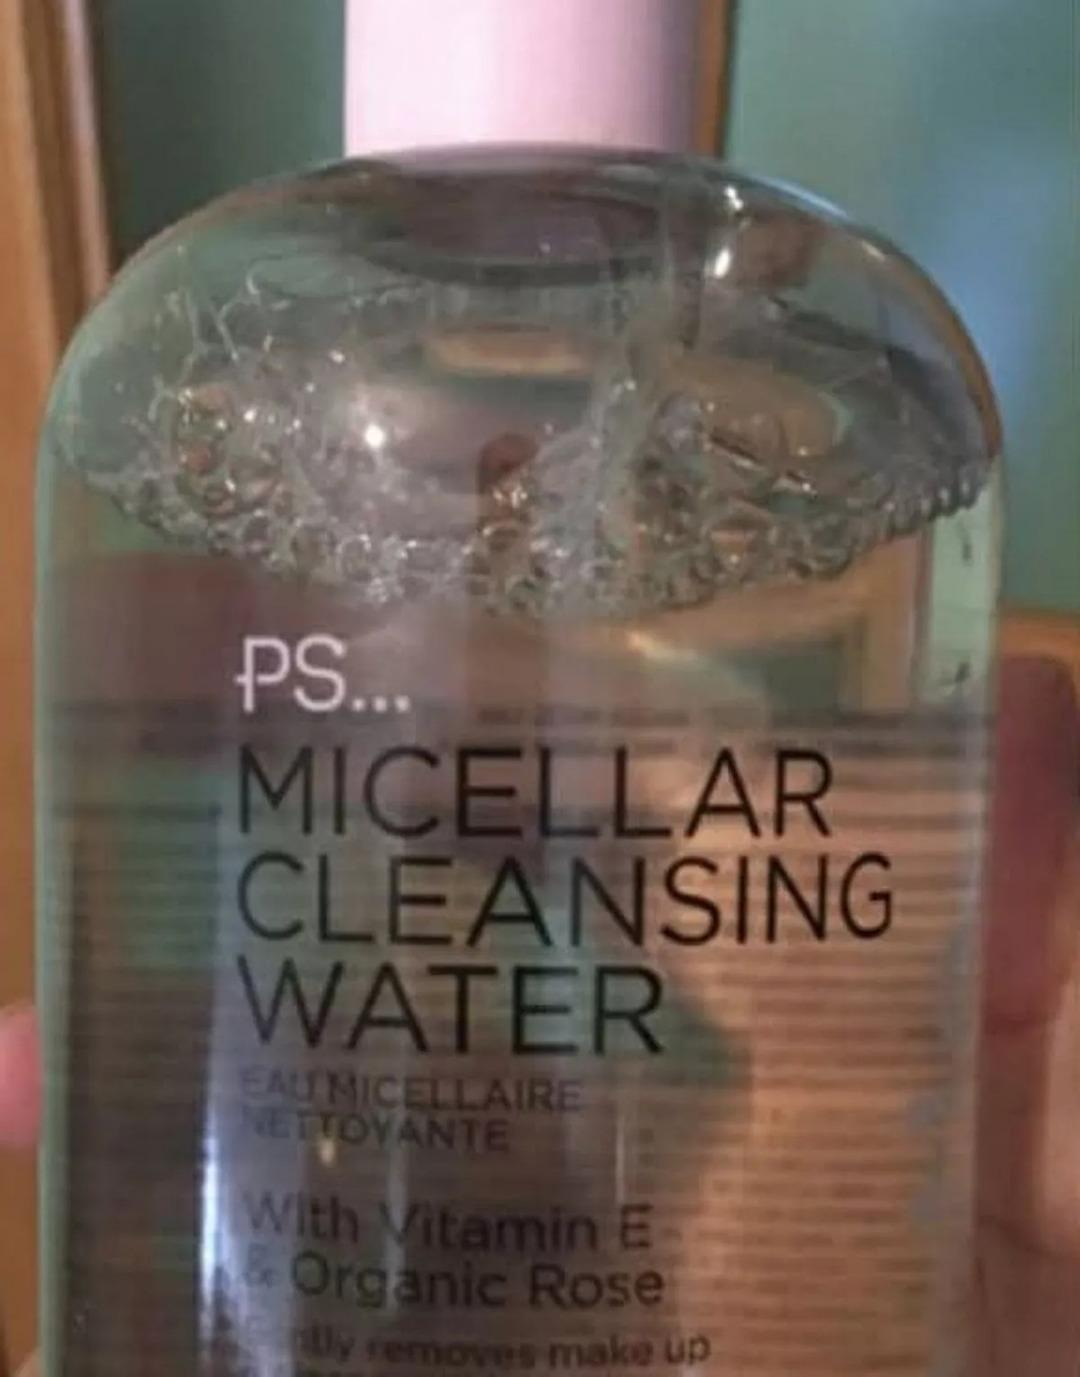 PS...
MICELLAR
CLEANSING
WATER
EAU MICELLAIRE
NETTOYANTE
With Vitamin E
& Organic Rose
removes make up